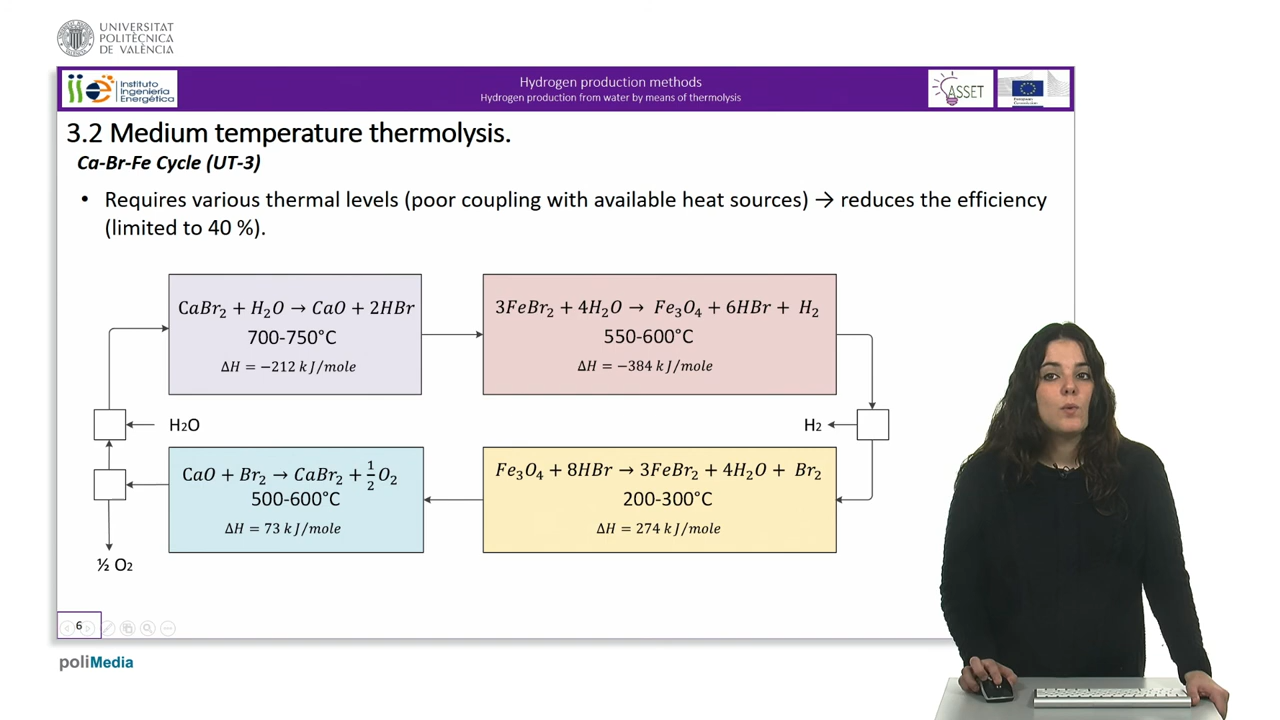 UNIVERSITAT
POLITÈCNICA
DE VALÈNCIA
iie Instituto
Ingeniería
Energética
Hydrogen production methods
Hydrogen production from water by means of thermolysis
ASSET
European
Commission
3.2 Medium temperature thermolysis.
Ca-Br-Fe Cycle (UT-3)
• Requires various thermal levels (poor coupling with available heat sources) → reduces the efficiency
(limited to 40 %).
CaBr₂ + H₂O → CaO + 2HBr
700-750°C
ΔH = −212 kJ/mole
3FeBr₂ + 4H₂O → Fe₃O₄ + 6HBr + H₂
550-600°C
ΔH = −384 kJ/mole
H2O
H2
CaO + Br₂ → CaBr₂ + ½O₂
500-600°C
ΔH = 73 kJ/mole
Fe₃O₄ + 8HBr → 3FeBr₂ + 4H₂O + Br₂
200-300°C
ΔH = 274 kJ/mole
½ O2
6
poliMedia